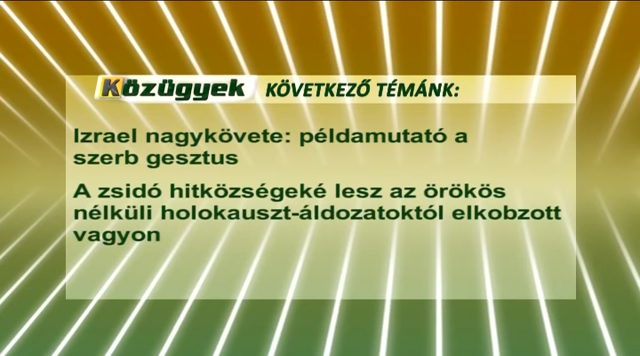 Közügyek KÖVETKEZŐ TÉMÁNK:
Izrael nagykövete: példamutató a
szerb gesztus
A zsidó hitközségeké lesz az örökös
nélküli holokauszt-áldozatoktól elkobzott
vagyon